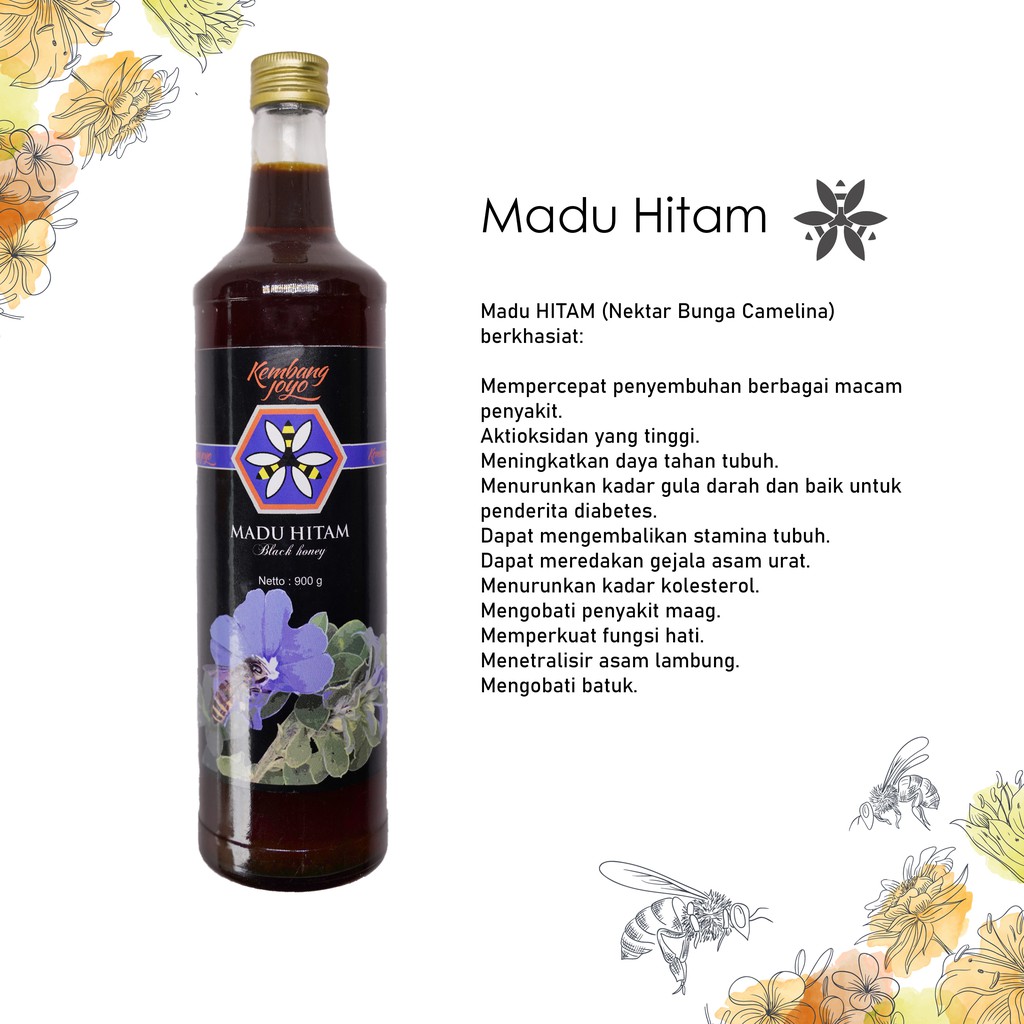 Madu Hitam
Madu HITAM (Nektar Bunga Camelina)
berkhasiat:
Mempercepat penyembuhan berbagai macam
penyakit.
Aktioksidan yang tinggi.
Meningkatkan daya tahan tubuh.
Menurunkan kadar gula darah dan baik untuk
penderita diabetes.
Dapat mengembalikan stamina tubuh.
Dapat meredakan gejala asam urat.
Menurunkan kadar kolesterol.
Mengobati penyakit maag.
Memperkuat fungsi hati.
Menetralisir asam lambung.
Mengobati batuk.
Kembang
joyo
MADU HITAM
Black honey
Netto : 900 g